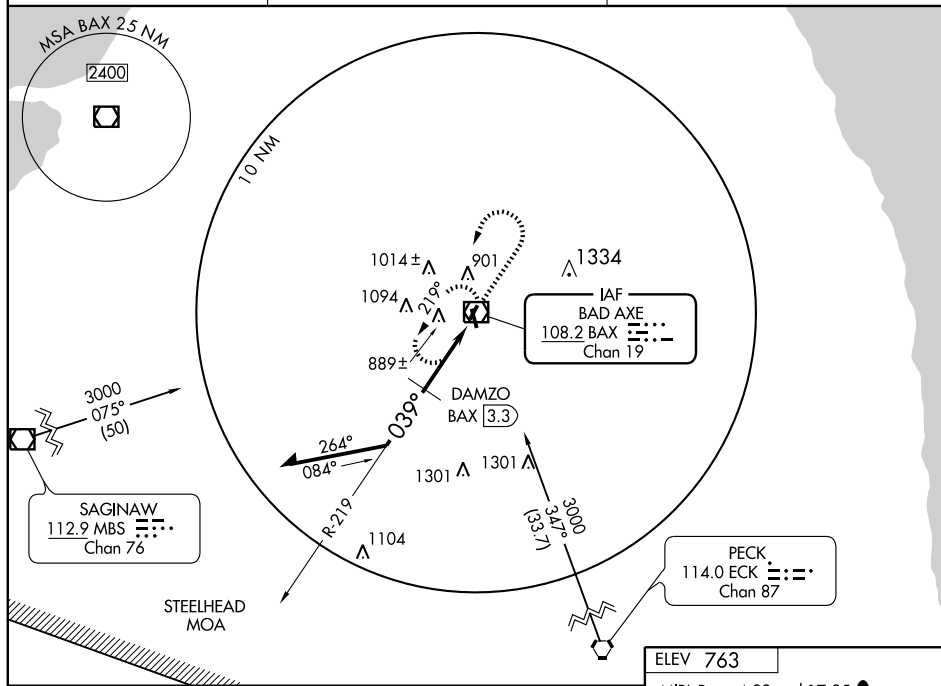 MSA BAX 25 NM
2400
10 NM
1014 ±
901
1334
1094
219°
IAF
BAD AXE
108.2 BAX
Chan 19
889±
DAMZO
BAX 3.3
039°
3000
075°
(50)
264°
084°
1301
1301
SAGINAW
112.9 MBS
Chan 76
R-219
1104
3000
347°
(33.7)
PECK
114.0 ECK
Chan 87
STEELHEAD
MOA
ELEV 763